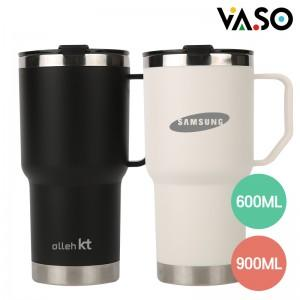 VASO
SAMSUNG
olleh kt
600ML
900ML